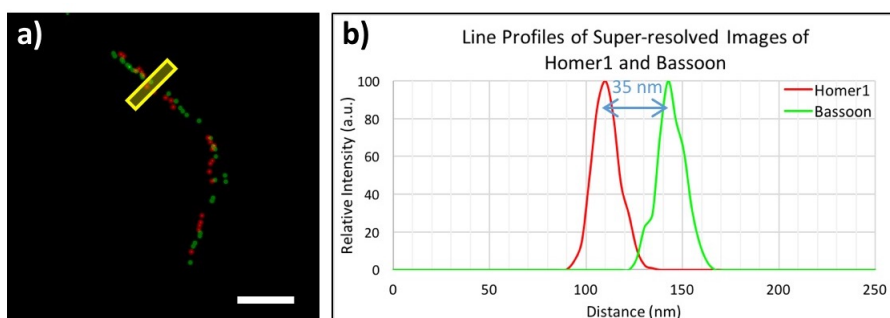 a)
b)
Line Profiles of Super-resolved Images of
Homer1 and Bassoon
Relative Intensity (a.u.)
100
80
60
40
20
0
35 nm
Homer1
Bassoon
0 50 100 150 200 250
Distance (nm)